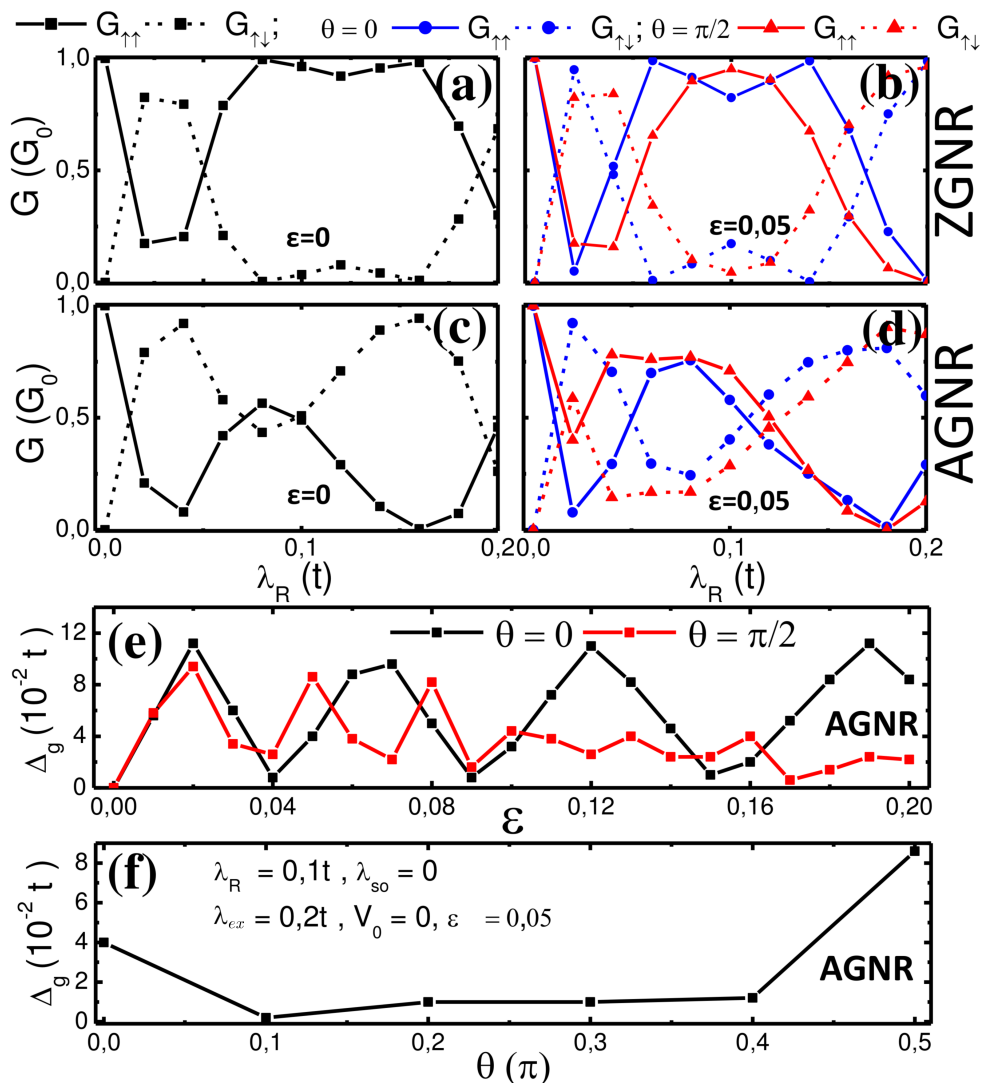 G↑↑ G↑↓; θ = 0 G↑↑ G↑↓; θ = π/2 G↑↑ G↑↓
(a) (b)
1,0
0,5
0,0
G (G₀)
ε=0 ε=0,05
ZGNR
(c) (d)
1,0
0,5
0,0
G (G₀)
ε=0 ε=0,05
AGNR
0,0 0,1 0,2 0,0 0,1 0,2
λR (t) λR (t)
(e) θ = 0 θ = π/2
12
8
4
0
Δg (10⁻² t)
AGNR
0,00 0,04 0,08 0,12 0,16 0,20
ε
(f) λR = 0,1t , λso = 0
λex = 0,2t , V₀ = 0, ε = 0,05
8
6
4
2
0
Δg (10⁻² t)
AGNR
0,0 0,1 0,2 0,3 0,4 0,5
θ (π)